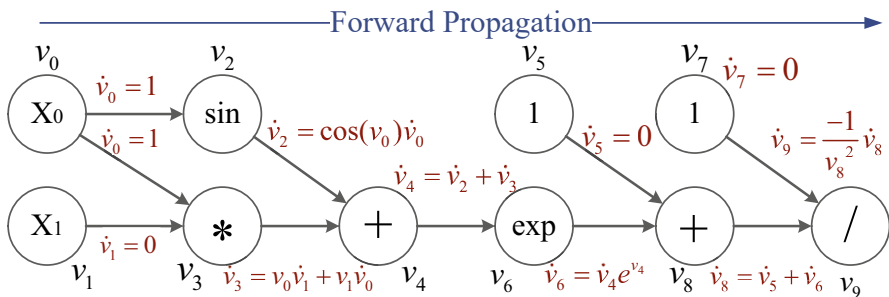 Forward Propagation
v₀ v₂ v₅ v₇
v̇₇ = 0
X₀ v̇₀ = 1 sin 1 1
v̇₀ = 1 v̇₂ = cos(v₀)v̇₀ v̇₅ = 0 v̇₉ = -1/v₈² v̇₈
v̇₄ = v̇₂ + v̇₃
X₁ * + exp + /
v̇₁ = 0
v₁ v₃ v̇₃ = v₀v̇₁ + v₁v̇₀ v₄ v₆ v̇₆ = v̇₄e^{v₄} v₈ v̇₈ = v̇₅ + v̇₆ v₉